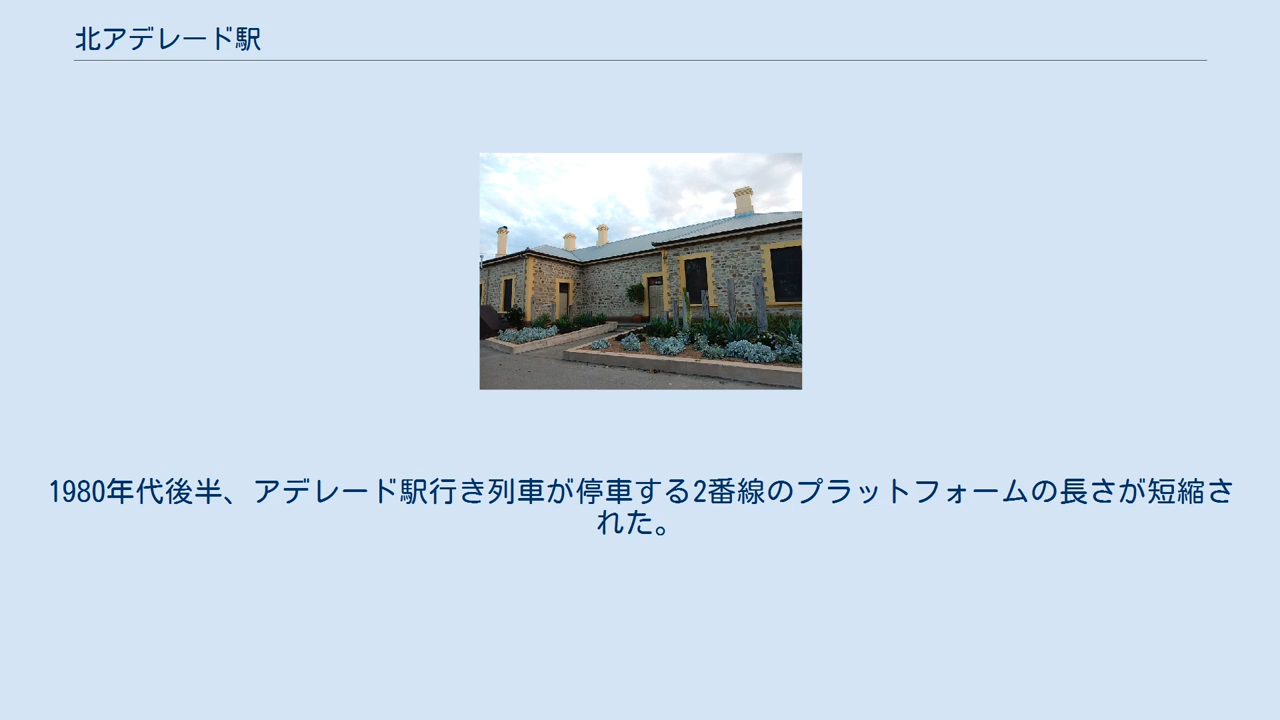 北アデレード駅
1980年代後半、アデレード駅行き列車が停車する2番線のプラットフォームの長さが短縮さ
れた。